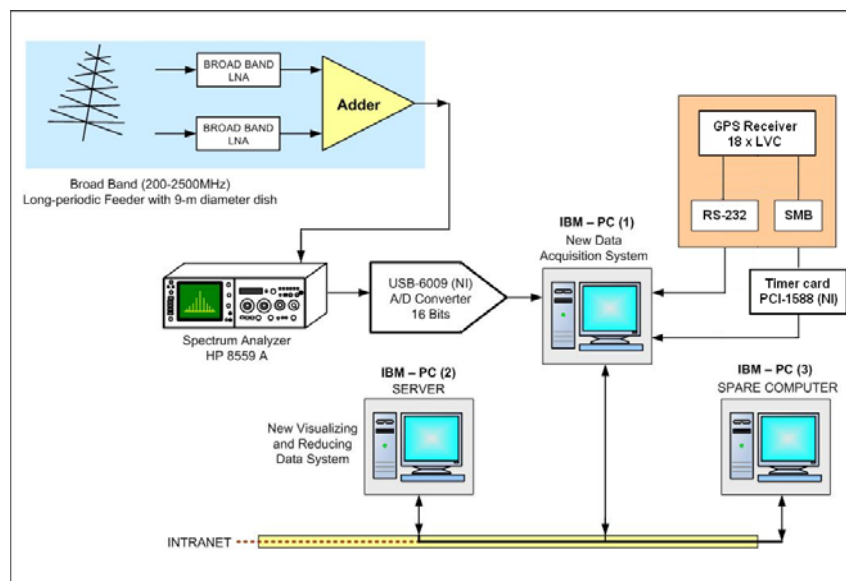 BROAD BAND
LNA
BROAD BAND
LNA
Adder
Broad Band (200-2500MHz)
Long-periodic Feeder with 9-m diameter dish
GPS Receiver
18 x LVC
RS-232
SMB
Timer card
PCI-1588 (NI)
IBM – PC (1)
New Data
Acquisition System
USB-6009 (NI)
A/D Converter
16 Bits
Spectrum Analyzer
HP 8559 A
IBM – PC (2)
SERVER
New Visualizing
and Reducing
Data System
IBM – PC (3)
SPARE COMPUTER
INTRANET